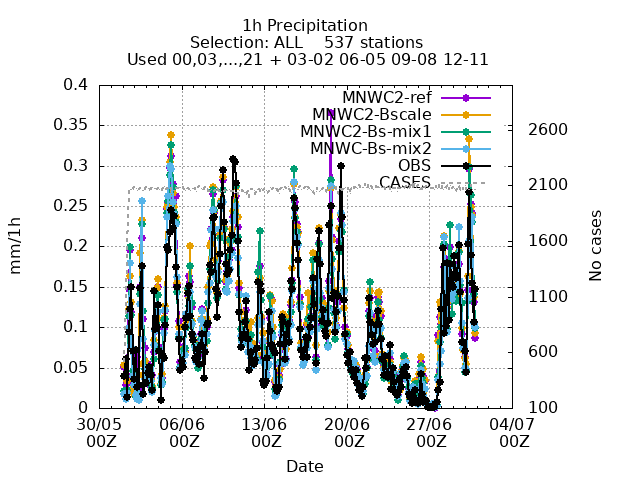 1h Precipitation
Selection: ALL    537 stations
Used 00,03,...,21 + 03-02 06-05 09-08 12-11
0.4
0.35
0.3
0.25
0.2
0.15
0.1
0.05
0
mm/1h
MNWC2-ref
MNWC2-Bscale
MNWC2-Bs-mix1
MNWC-Bs-mix2
OBS
CASES
2600
2100
1600
1100
600
100
No cases
30/05 06/06 13/06 20/06 27/06 04/07
00Z 00Z 00Z 00Z 00Z 00Z
Date